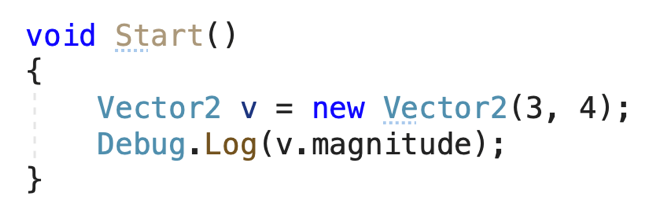 void Start()
{
    Vector2 v = new Vector2(3, 4);
    Debug.Log(v.magnitude);
}